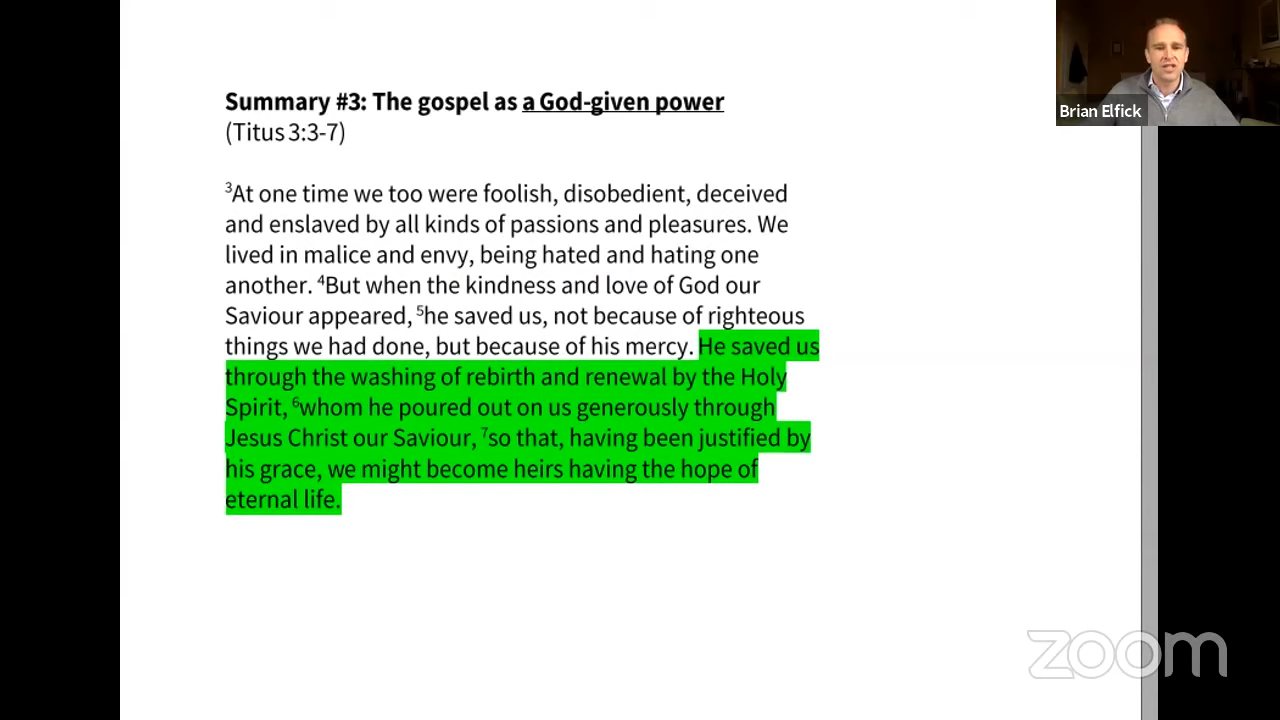 Summary #3: The gospel as a God-given power
(Titus 3:3-7)
³At one time we too were foolish, disobedient, deceived
and enslaved by all kinds of passions and pleasures. We
lived in malice and envy, being hated and hating one
another. ⁴But when the kindness and love of God our
Saviour appeared, ⁵he saved us, not because of righteous
things we had done, but because of his mercy. He saved us
through the washing of rebirth and renewal by the Holy
Spirit, ⁶whom he poured out on us generously through
Jesus Christ our Saviour, ⁷so that, having been justified by
his grace, we might become heirs having the hope of
eternal life.
Brian Elfick
zoom